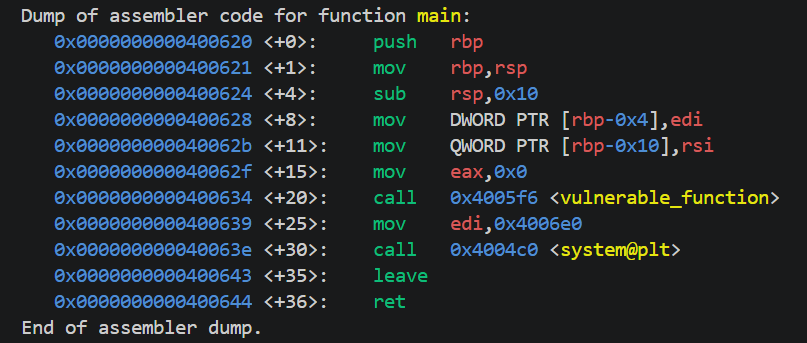 Dump of assembler code for function main:
0x0000000000400620 <+0>: push rbp
0x0000000000400621 <+1>: mov rbp,rsp
0x0000000000400624 <+4>: sub rsp,0x10
0x0000000000400628 <+8>: mov DWORD PTR [rbp-0x4],edi
0x000000000040062b <+11>: mov QWORD PTR [rbp-0x10],rsi
0x000000000040062f <+15>: mov eax,0x0
0x0000000000400634 <+20>: call 0x4005f6 <vulnerable_function>
0x0000000000400639 <+25>: mov edi,0x4006e0
0x000000000040063e <+30>: call 0x4004c0 <system@plt>
0x0000000000400643 <+35>: leave
0x0000000000400644 <+36>: ret
End of assembler dump.